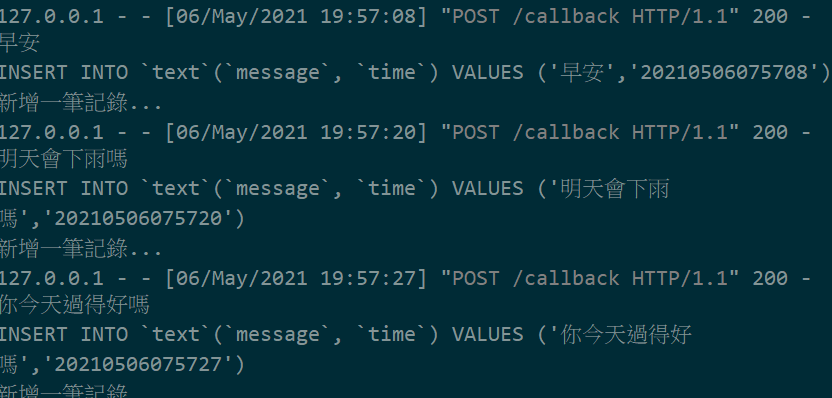 127.0.0.1 - - [06/May/2021 19:57:08] "POST /callback HTTP/1.1" 200 -
早安
INSERT INTO `text`(`message`, `time`) VALUES ('早安','20210506075708')
新增一筆記錄...
127.0.0.1 - - [06/May/2021 19:57:20] "POST /callback HTTP/1.1" 200 -
明天會下雨嗎
INSERT INTO `text`(`message`, `time`) VALUES ('明天會下雨
嗎','20210506075720')
新增一筆記錄...
127.0.0.1 - - [06/May/2021 19:57:27] "POST /callback HTTP/1.1" 200 -
你今天過得好嗎
INSERT INTO `text`(`message`, `time`) VALUES ('你今天過得好
嗎','20210506075727')
新增一筆記錄